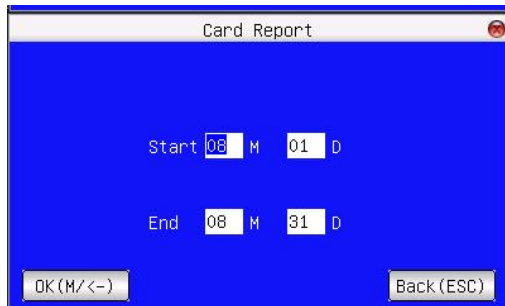 Card Report
Start 08 M 01 D
End 08 M 31 D
OK(M/<-) Back(ESC)